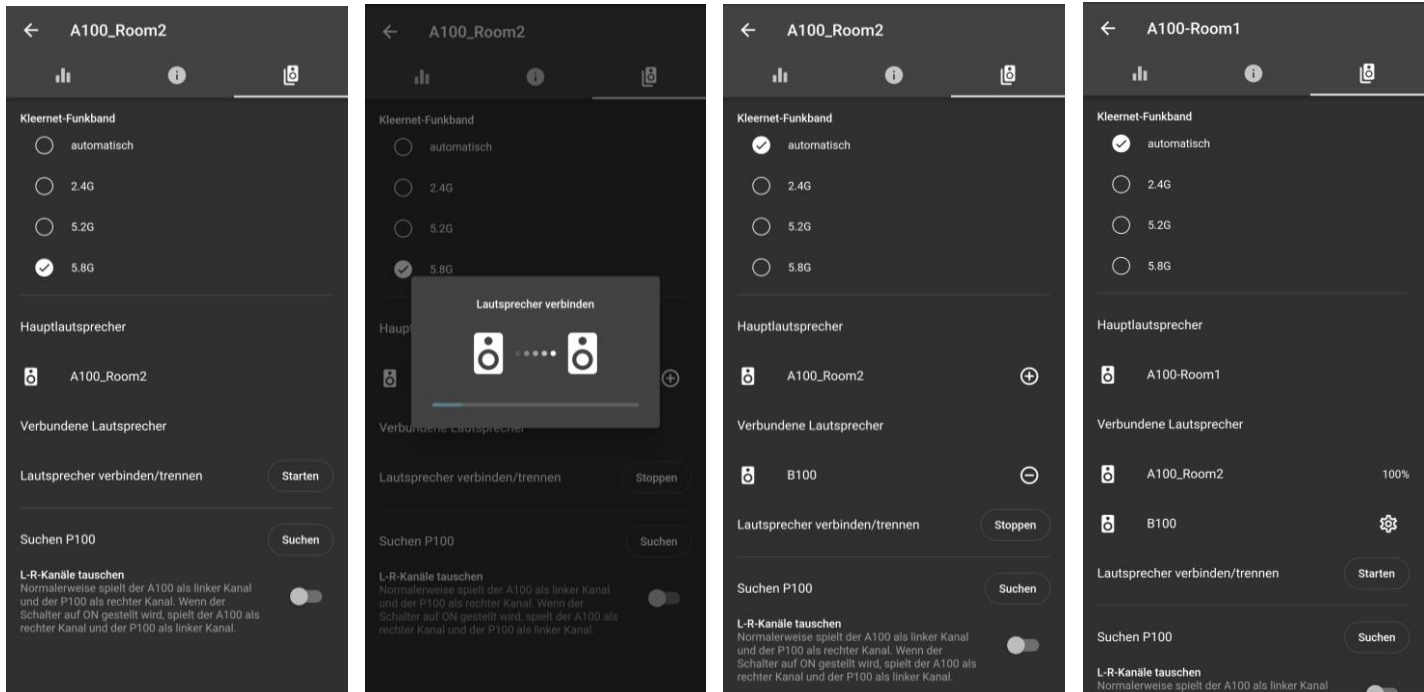 A100_Room2
Kleernet-Funkband
automatisch
2.4G
5.2G
5.8G
Hauptlautsprecher
A100_Room2
Verbundene Lautsprecher
Lautsprecher verbinden/trennen
Starten
Suchen P100
Suchen
L-R-Kanäle tauschen
Normalerweise spielt der A100 als linker Kanal
und der P100 als rechter Kanal. Wenn der
Schalter auf ON gestellt wird, spielt der A100 als
rechter Kanal und der P100 als linker Kanal.
A100_Room2
Kleernet-Funkband
automatisch
2.4G
5.2G
5.8G
Lautsprecher verbinden
Verbundene Lautsprecher
Lautsprecher verbinden/trennen
Stoppen
Suchen P100
Suchen
L-R-Kanäle tauschen
Normalerweise spielt der A100 als linker Kanal
und der P100 als rechter Kanal. Wenn der
Schalter auf ON gestellt wird, spielt der A100 als
rechter Kanal und der P100 als linker Kanal.
A100_Room2
Kleernet-Funkband
automatisch
2.4G
5.2G
5.8G
Hauptlautsprecher
A100_Room2
Verbundene Lautsprecher
B100
Lautsprecher verbinden/trennen
Stoppen
Suchen P100
Suchen
L-R-Kanäle tauschen
Normalerweise spielt der A100 als linker Kanal
und der P100 als rechter Kanal. Wenn der
Schalter auf ON gestellt wird, spielt der A100 als
rechter Kanal und der P100 als linker Kanal.
A100-Room1
Kleernet-Funkband
automatisch
2.4G
5.2G
5.8G
Hauptlautsprecher
A100-Room1
Verbundene Lautsprecher
A100_Room2
100%
B100
Lautsprecher verbinden/trennen
Starten
Suchen P100
Suchen
L-R-Kanäle tauschen
Normalerweise spielt der A100 als linker Kanal